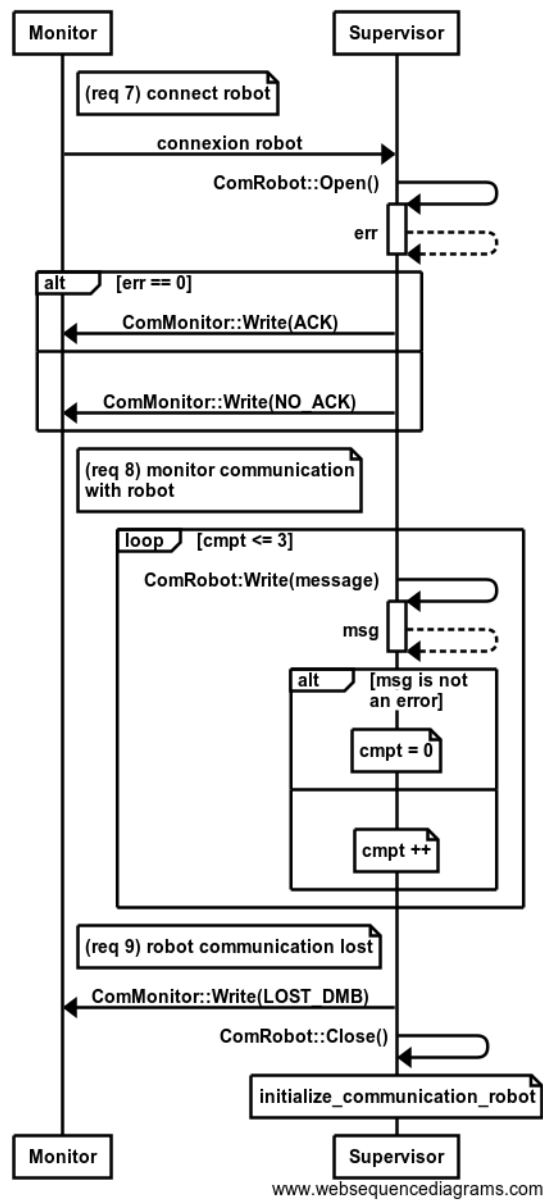 Monitor
Supervisor
(req 7) connect robot
connexion robot
ComRobot::Open()
err
alt
[err == 0]
ComMonitor::Write(ACK)
ComMonitor::Write(NO_ACK)
(req 8) monitor communication
with robot
loop
[cmpt <= 3]
ComRobot:Write(message)
msg
alt
[msg is not
an error]
cmpt = 0
cmpt ++
(req 9) robot communication lost
ComMonitor::Write(LOST_DMB)
ComRobot::Close()
initialize_communication_robot
Monitor
Supervisor
www.websequencediagrams.com